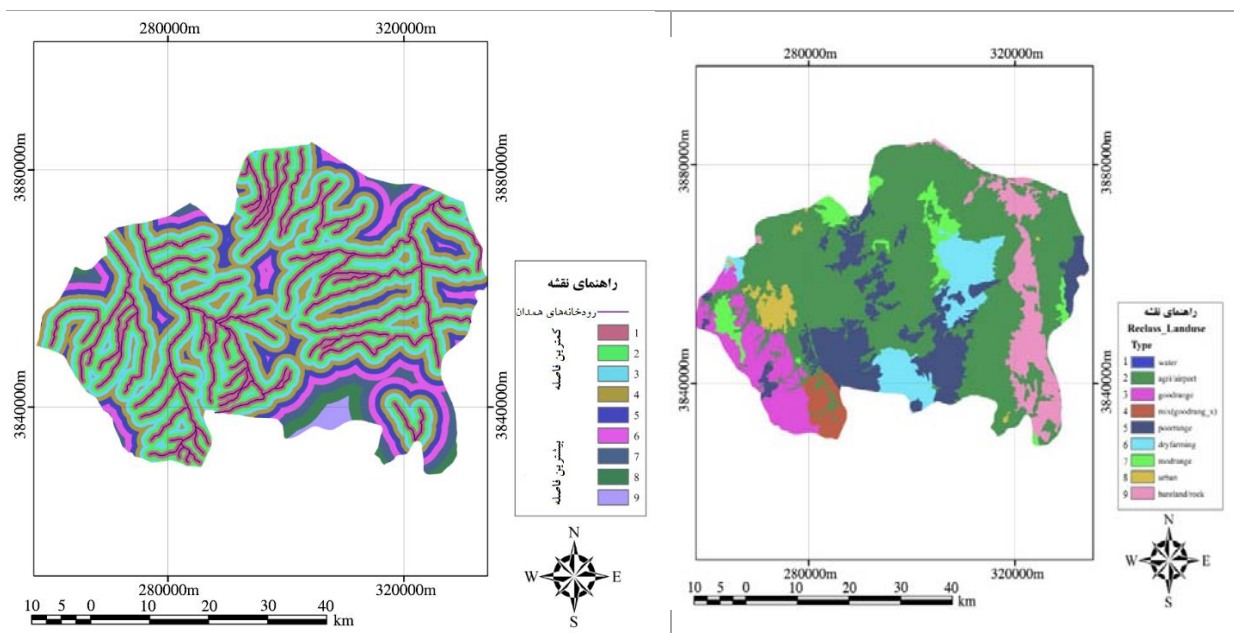 280000m
320000m
3880000m
3880000m
3840000m
3840000m
280000m
320000m
راهنمای نقشه
رودخانه‌های همدان
کمترین فاصله
بیشترین فاصله
1
2
3
4
5
6
7
8
9
N
W E
S
10 5 0 10 20 30 40
km
280000m
320000m
3880000m
3880000m
3840000m
3840000m
280000m
320000m
راهنمای نقشه
Reclass_Landuse
Type
1 water
2 agri/airport
3 goodrange
4 mix(goodrang_x)
5 poorrange
6 dryfarming
7 modrange
8 urban
9 bareland/rock
N
W E
S
10 5 0 10 20 30 40
km